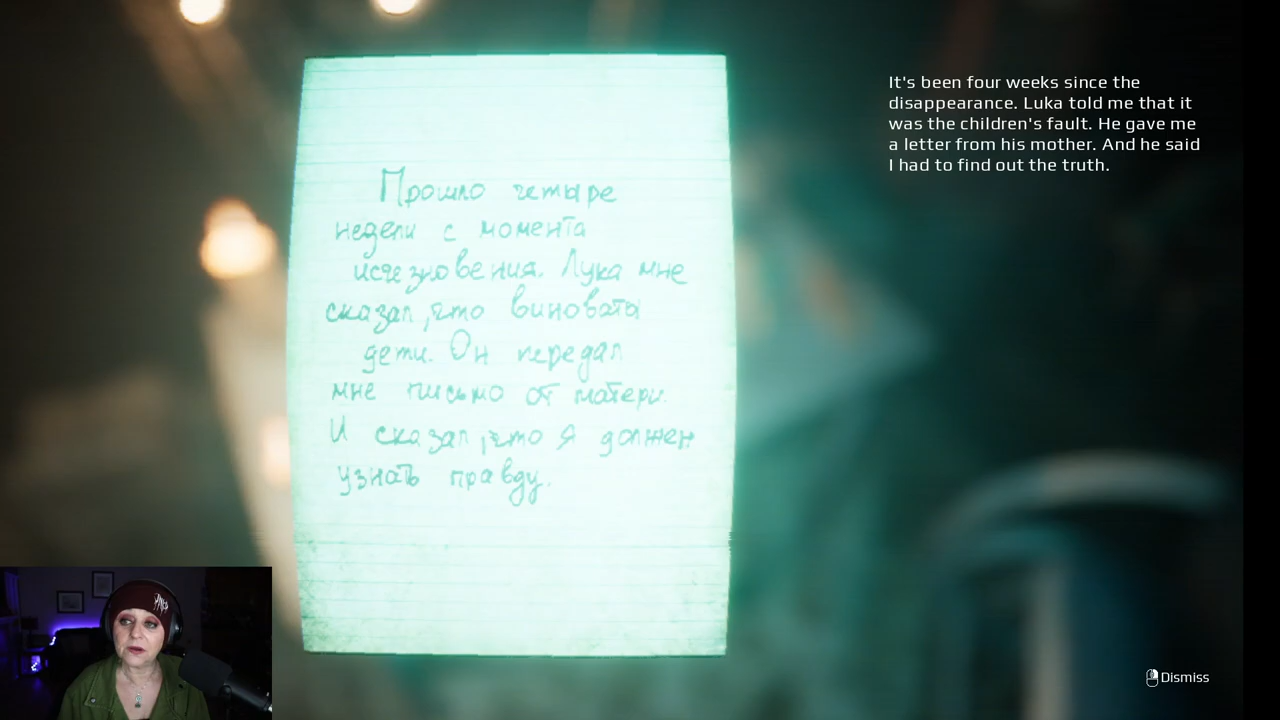 Прошло четыре
недели с момента
исчезновения. Лука мне
сказал, что виноваты
дети. Он передал
мне письмо от матери.
И сказал, что я должен
узнать правду.
It's been four weeks since the
disappearance. Luka told me that it
was the children's fault. He gave me
a letter from his mother. And he said
I had to find out the truth.
Dismiss